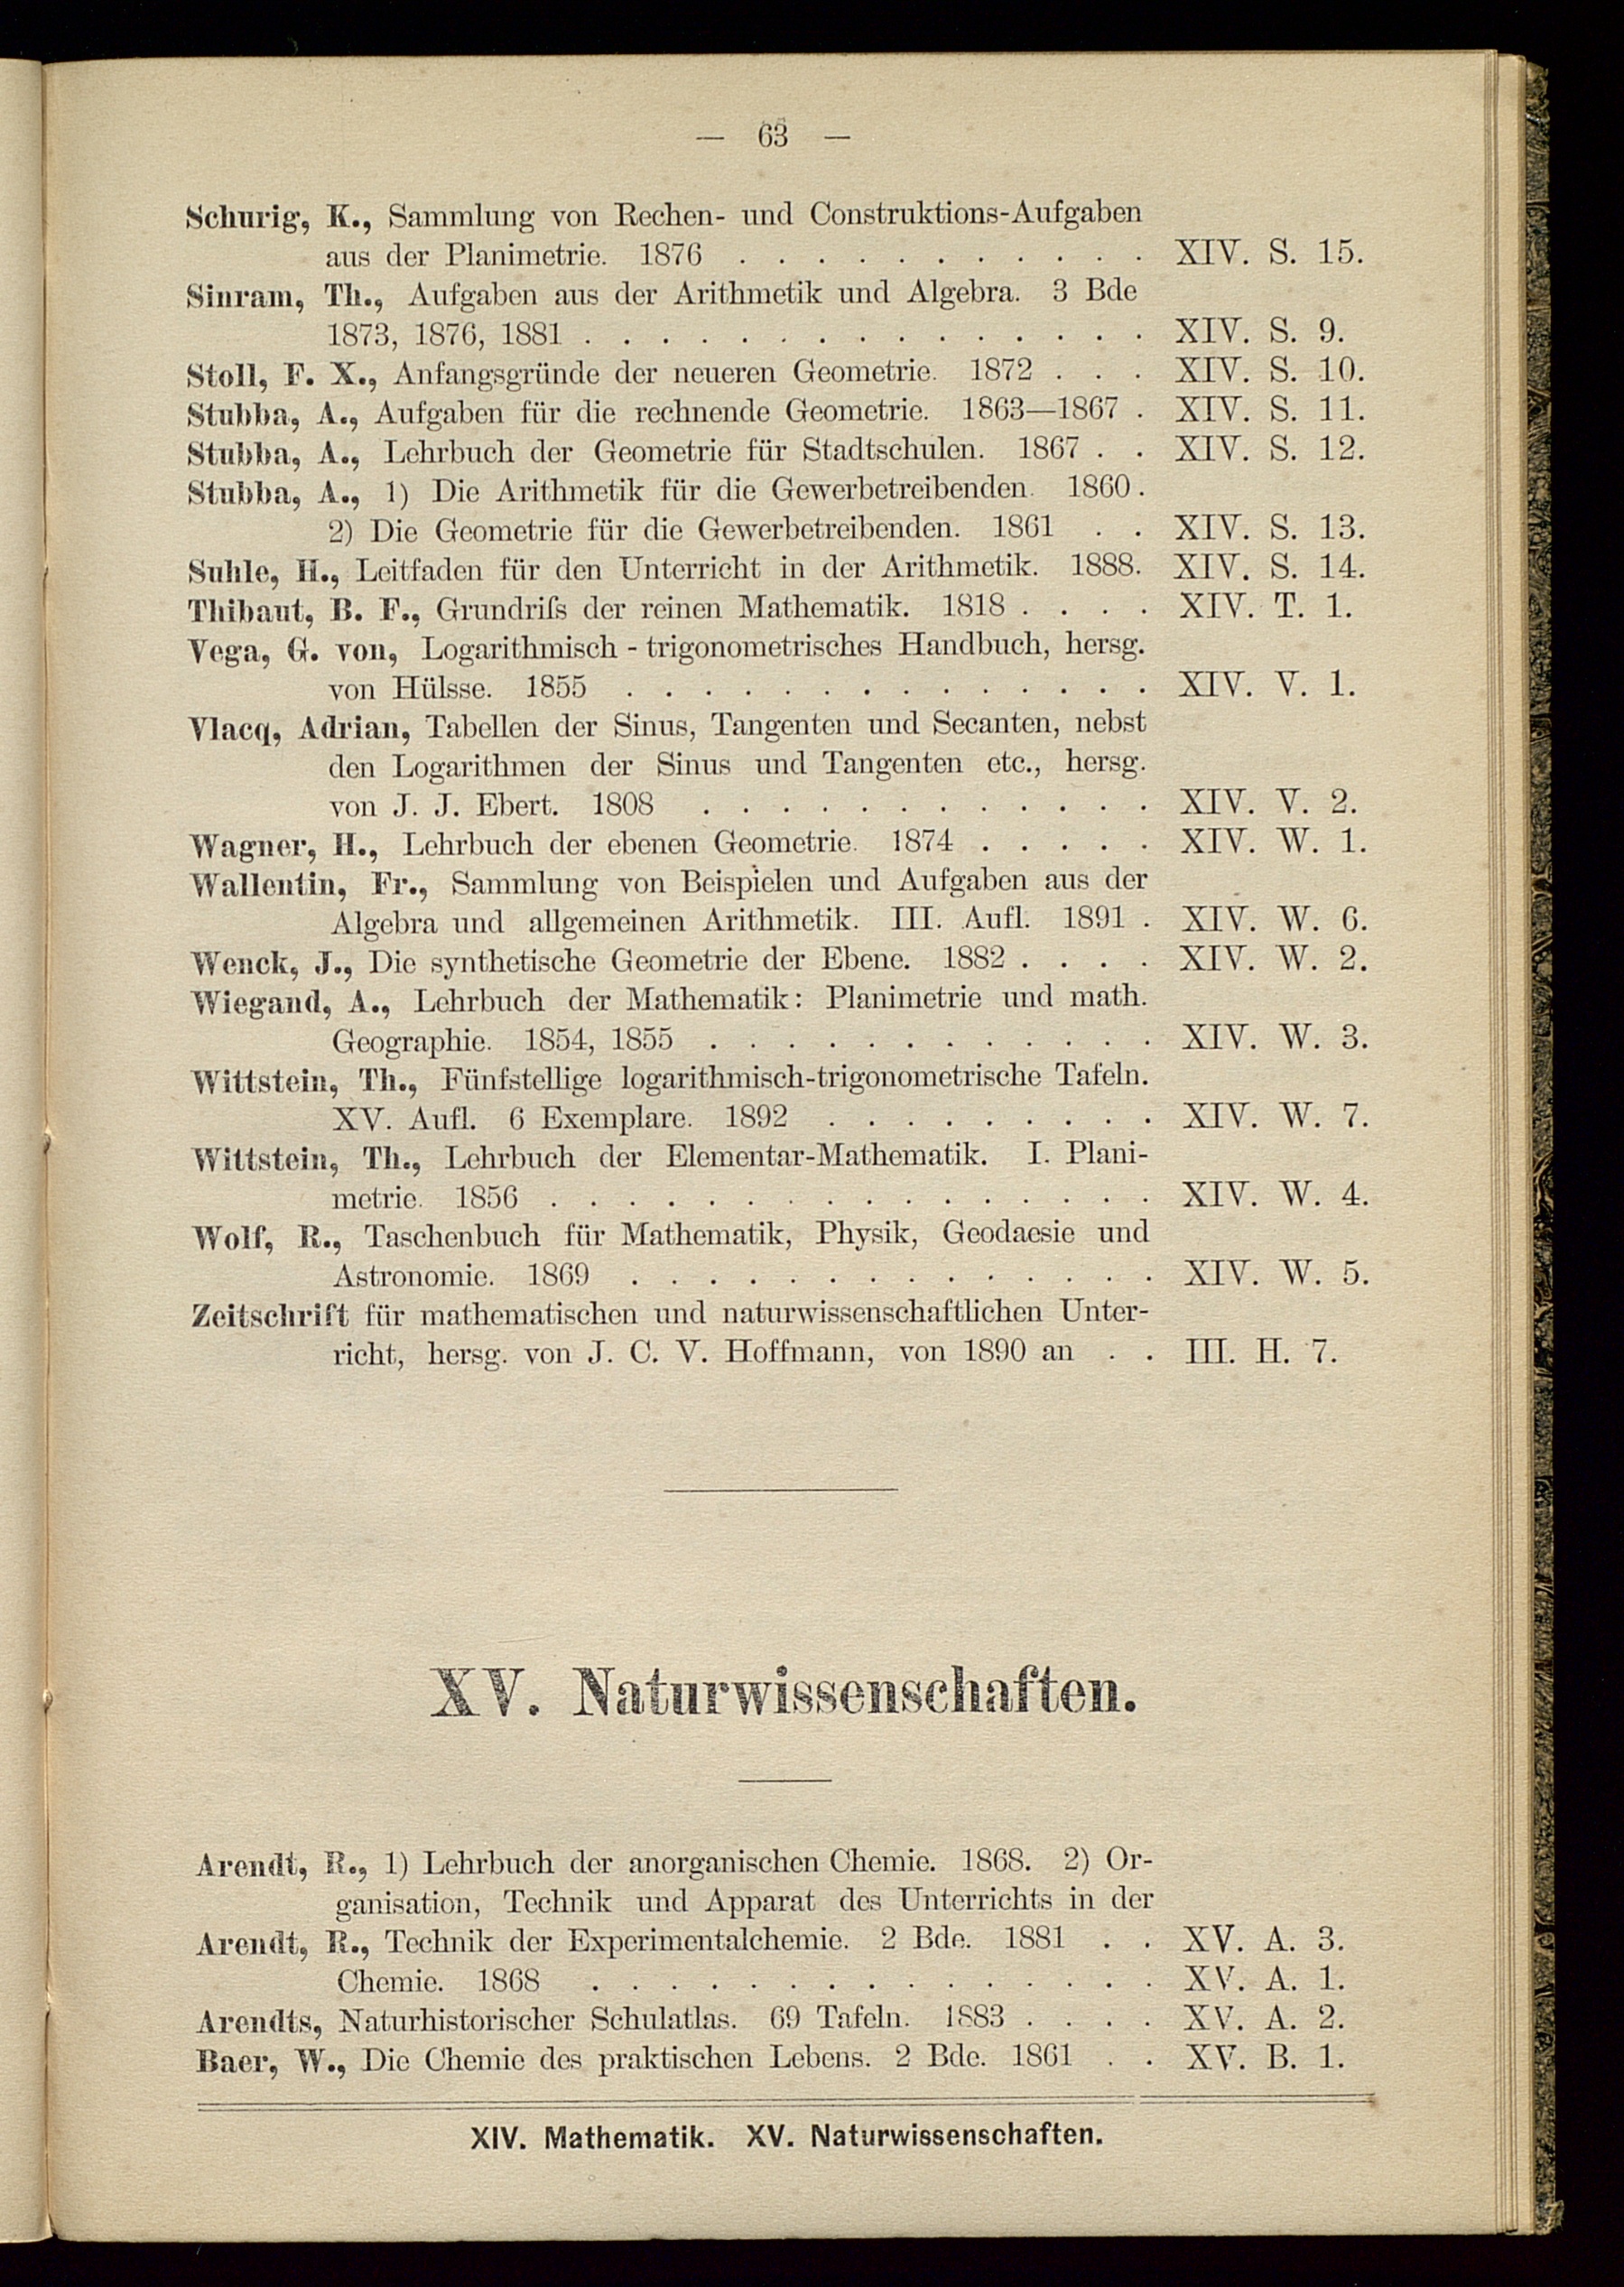 — 63 —
Schurig, K., Sammlung von Rechen- und Construktions-Aufgaben
aus der Planimetrie. 1876 . . . . . . . . . . . XIV. S. 15.
Sinram, Th., Aufgaben aus der Arithmetik und Algebra. 3 Bde
1873, 1876, 1881 . . . . . . . . . . . . . . . XIV. S. 9.
Stoll, F. X., Anfangsgründe der neueren Geometrie. 1872 . . . XIV. S. 10.
Stubba, A., Aufgaben für die rechnende Geometrie. 1863—1867 . XIV. S. 11.
Stubba, A., Lehrbuch der Geometrie für Stadtschulen. 1867 . . XIV. S. 12.
Stubba, A., 1) Die Arithmetik für die Gewerbetreibenden. 1860.
2) Die Geometrie für die Gewerbetreibenden. 1861 . . XIV. S. 13.
Suhle, H., Leitfaden für den Unterricht in der Arithmetik. 1888. XIV. S. 14.
Thibaut, B. F., Grundriſs der reinen Mathematik. 1818 . . . . XIV. T. 1.
Vega, G. von, Logarithmisch - trigonometrisches Handbuch, hersg.
von Hülsse. 1855 . . . . . . . . . . . . . . XIV. V. 1.
Vlacq, Adrian, Tabellen der Sinus, Tangenten und Secanten, nebst
den Logarithmen der Sinus und Tangenten etc., hersg.
von J. J. Ebert. 1808 . . . . . . . . . . . . XIV. V. 2.
Wagner, H., Lehrbuch der ebenen Geometrie. 1874 . . . . . XIV. W. 1.
Wallentin, Fr., Sammlung von Beispielen und Aufgaben aus der
Algebra und allgemeinen Arithmetik. III. Aufl. 1891 . XIV. W. 6.
Wenck, J., Die synthetische Geometrie der Ebene. 1882 . . . . XIV. W. 2.
Wiegand, A., Lehrbuch der Mathematik: Planimetrie und math.
Geographie. 1854, 1855 . . . . . . . . . . . . XIV. W. 3.
Wittstein, Th., Fünfstellige logarithmisch-trigonometrische Tafeln.
XV. Aufl. 6 Exemplare. 1892 . . . . . . . . . XIV. W. 7.
Wittstein, Th., Lehrbuch der Elementar-Mathematik. I. Plani-
metrie. 1856 . . . . . . . . . . . . . . . . XIV. W. 4.
Wolf, R., Taschenbuch für Mathematik, Physik, Geodaesie und
Astronomie. 1869 . . . . . . . . . . . . . . XIV. W. 5.
Zeitschrift für mathematischen und naturwissenschaftlichen Unter-
richt, hersg. von J. C. V. Hoffmann, von 1890 an . . III. H. 7.
XV. Naturwissenschaften.
Arendt, R., 1) Lehrbuch der anorganischen Chemie. 1868. 2) Or-
ganisation, Technik und Apparat des Unterrichts in der
Arendt, R., Technik der Experimentalchemie. 2 Bde. 1881 . . XV. A. 3.
Chemie. 1868 . . . . . . . . . . . . . . . XV. A. 1.
Arendts, Naturhistorischer Schulatlas. 69 Tafeln. 1883 . . . . XV. A. 2.
Baer, W., Die Chemie des praktischen Lebens. 2 Bde. 1861 . . XV. B. 1.
XIV. Mathematik. XV. Naturwissenschaften.